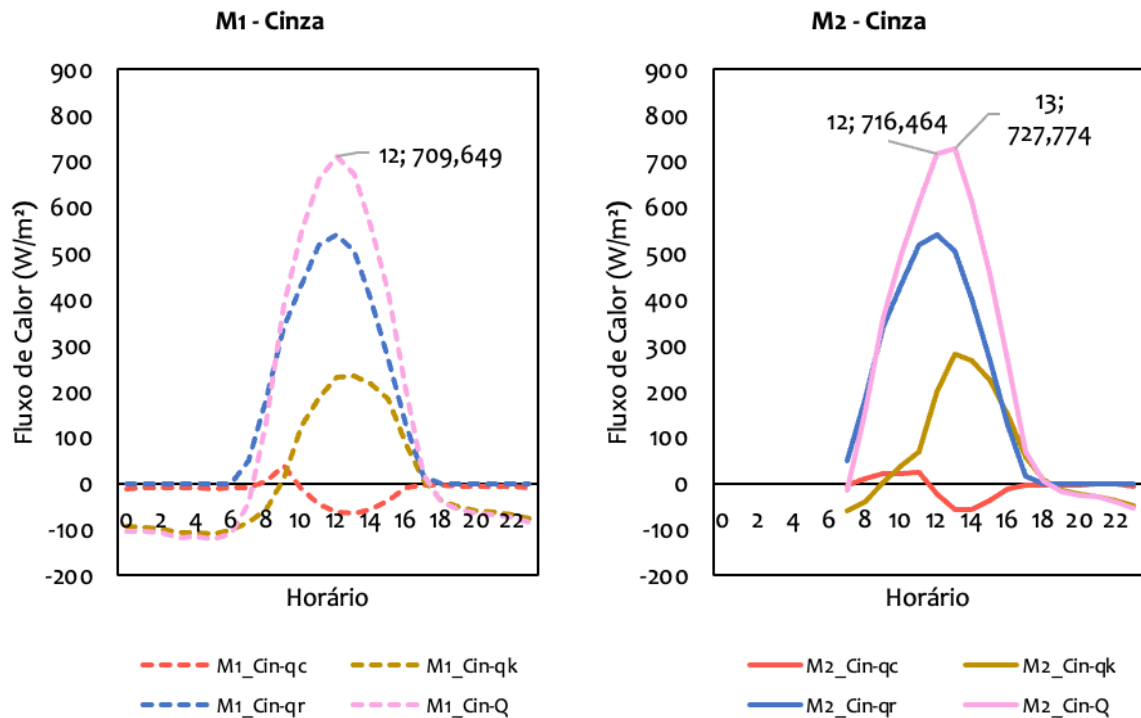 M1 - Cinza
900
800
700
600
500
400
300
200
100
0
-100
-200
Fluxo de Calor (W/m²)
12; 709,649
0 2 4 6 8 10 12 14 16 18 20 22
Horário
M1_Cin-qc M1_Cin-qk
M1_Cin-qr M1_Cin-Q
M2 - Cinza
900
800
700
600
500
400
300
200
100
0
-100
-200
Fluxo de Calor (W/m²)
12; 716,464
13;
727,774
0 2 4 6 8 10 12 14 16 18 20 22
Horário
M2_Cin-qc M2_Cin-qk
M2_Cin-qr M2_Cin-Q